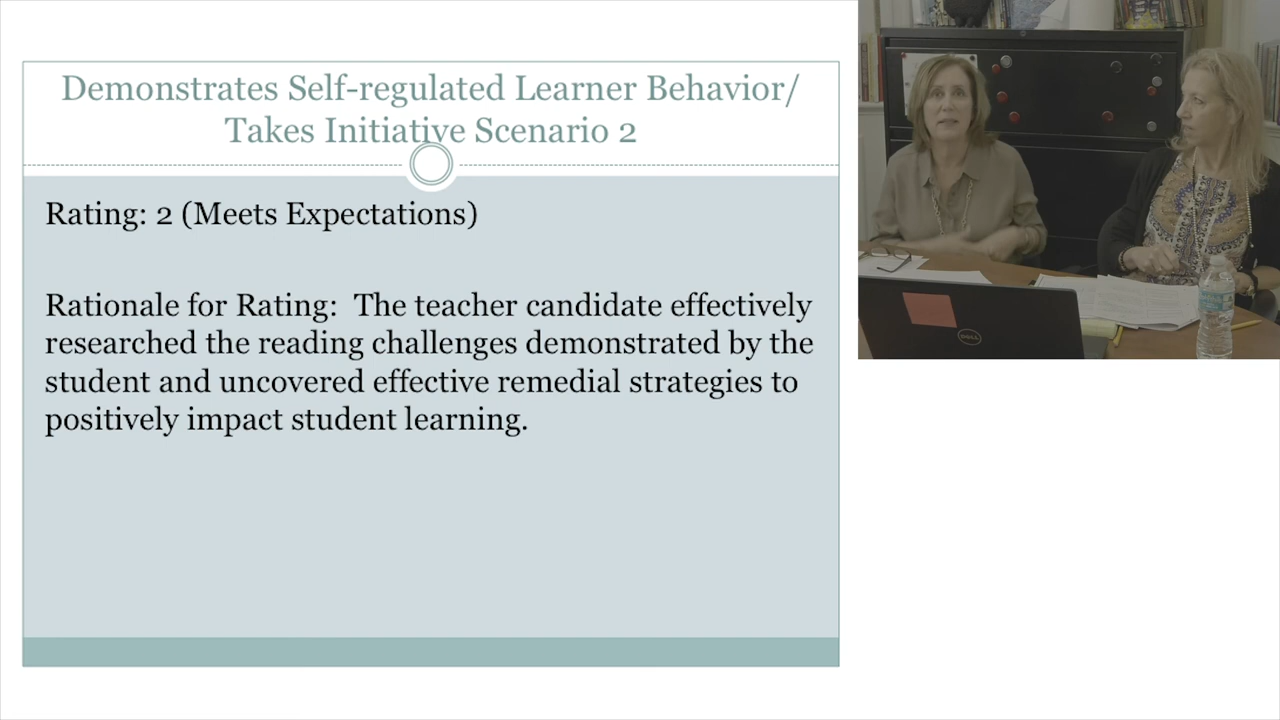 Demonstrates Self-regulated Learner Behavior/
Takes Initiative Scenario 2
Rating: 2 (Meets Expectations)
Rationale for Rating:  The teacher candidate effectively
researched the reading challenges demonstrated by the
student and uncovered effective remedial strategies to
positively impact student learning.
DELL